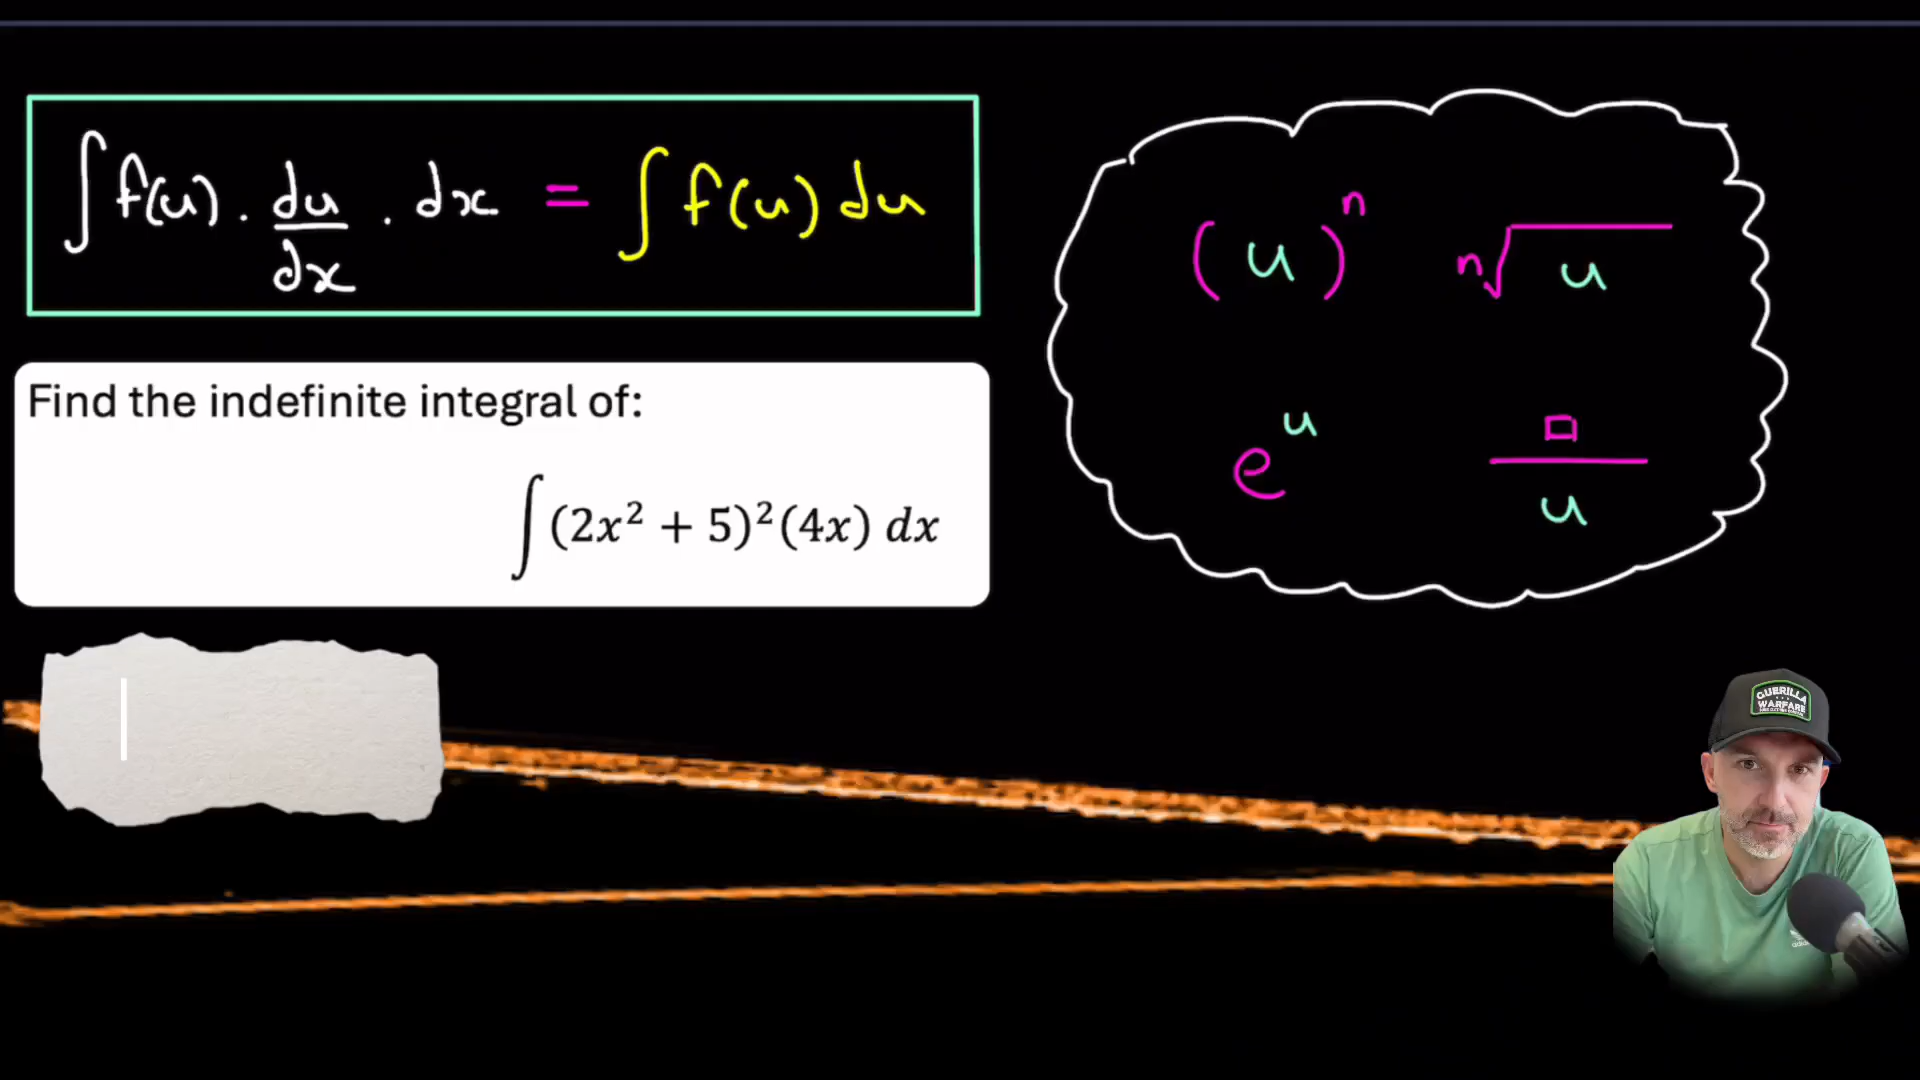 ∫ f(u) . du/dx . dx = ∫ f(u) du
Find the indefinite integral of:
∫ (2x² + 5)² (4x) dx
(u)ⁿ ⁿ√u
eᵘ □/u
GUERILLA
WARFARE